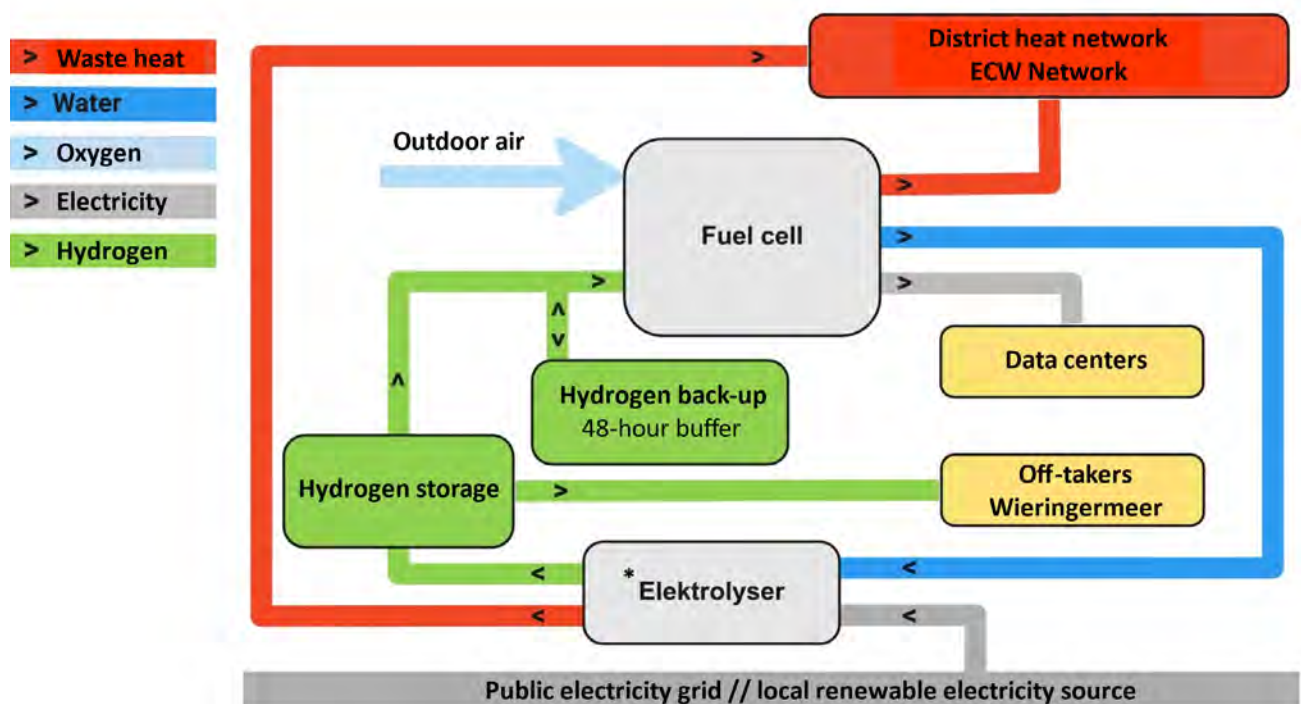 > Waste heat
> Water
> Oxygen
> Electricity
> Hydrogen
District heat network
ECW Network
>
Outdoor air
>
Fuel cell
>
>
>
>
>
>
Data centers
Hydrogen back-up
48-hour buffer
>
Hydrogen storage
>
Off-takers
Wieringermeer
*Elektrolyser
<
<
<
<
Public electricity grid // local renewable electricity source